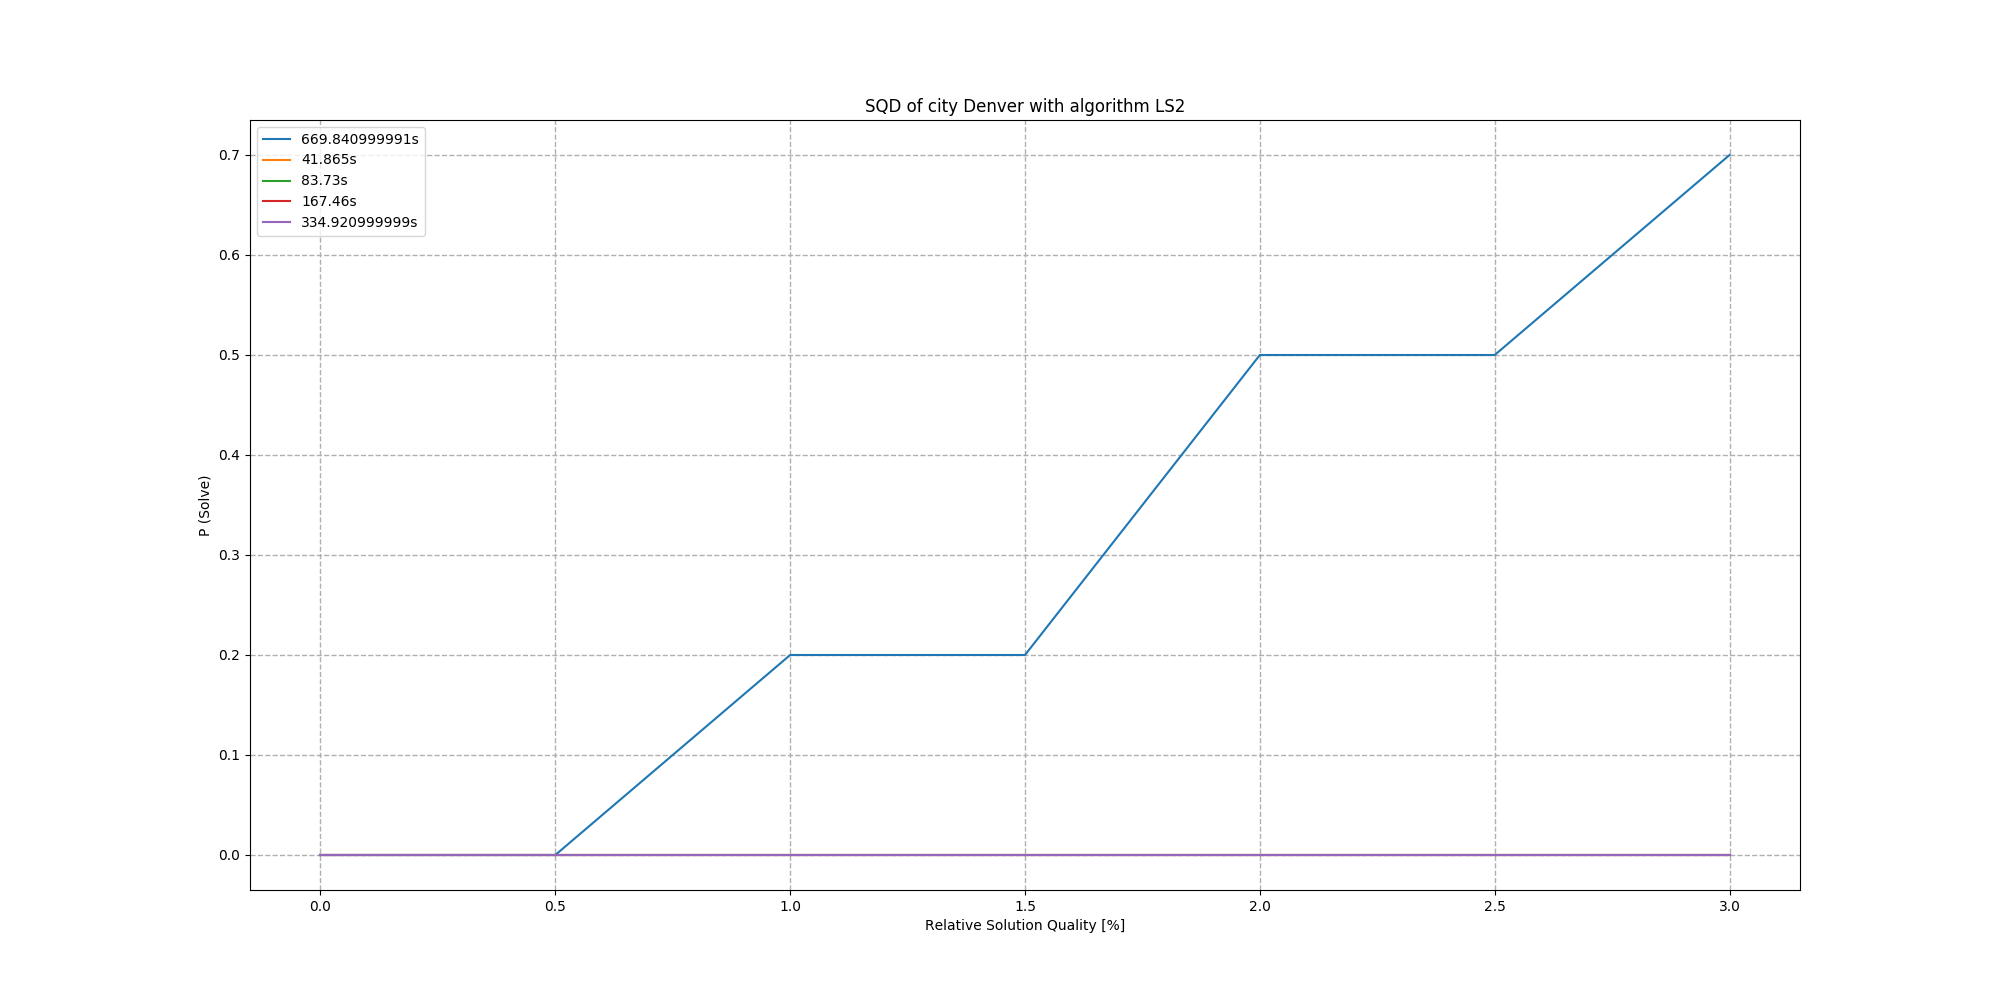 SQD of city Denver with algorithm LS2
669.840999991s
41.865s
83.73s
167.46s
334.920999999s
0.7
0.6
0.5
0.4
0.3
0.2
0.1
0.0
P (Solve)
0.0 0.5 1.0 1.5 2.0 2.5 3.0
Relative Solution Quality [%]